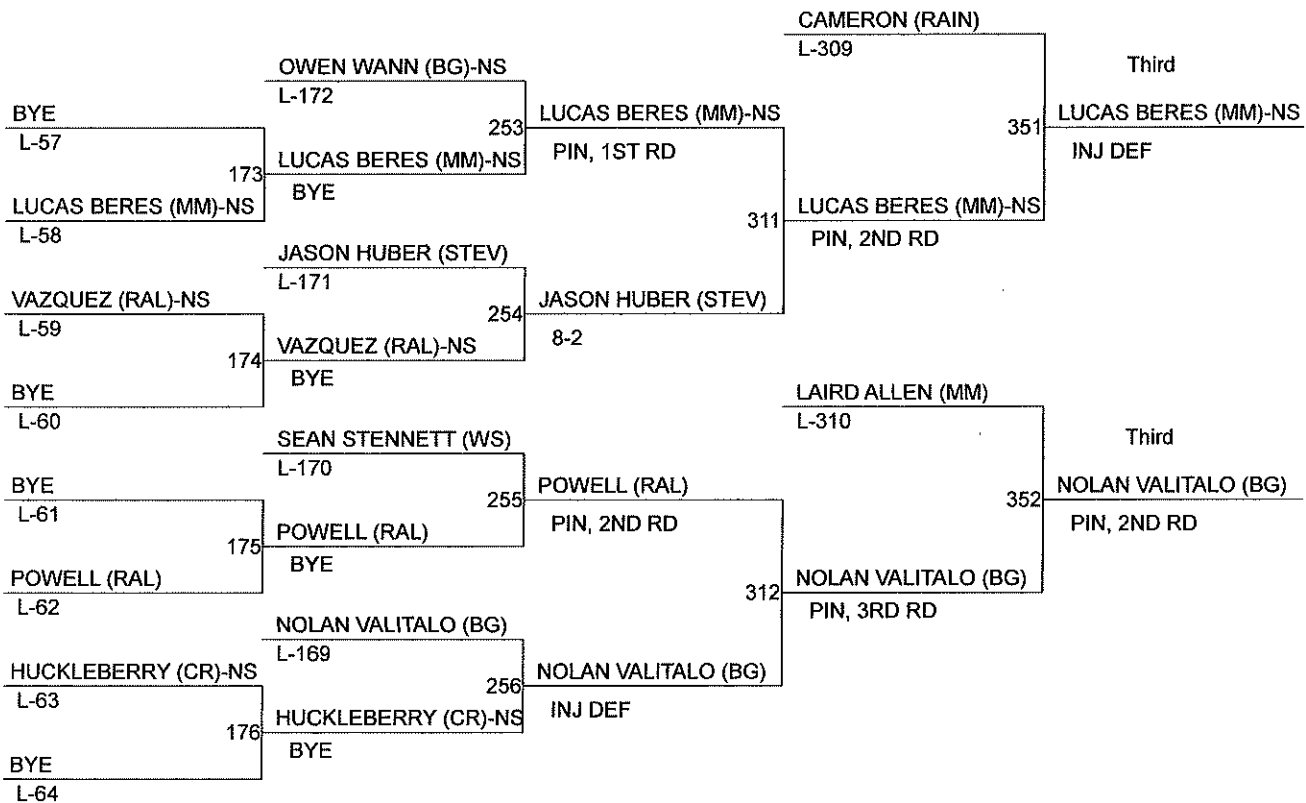 CAMERON (RAIN)
L-309
OWEN WANN (BG)-NS
L-172
Third
BYE
L-57
253
LUCAS BERES (MM)-NS
PIN, 1ST RD
351
LUCAS BERES (MM)-NS
INJ DEF
173
LUCAS BERES (MM)-NS
BYE
LUCAS BERES (MM)-NS
L-58
311
LUCAS BERES (MM)-NS
PIN, 2ND RD
JASON HUBER (STEV)
L-171
VAZQUEZ (RAL)-NS
L-59
254
JASON HUBER (STEV)
8-2
174
VAZQUEZ (RAL)-NS
BYE
BYE
L-60
LAIRD ALLEN (MM)
L-310
SEAN STENNETT (WS)
L-170
Third
BYE
L-61
255
POWELL (RAL)
PIN, 2ND RD
352
NOLAN VALITALO (BG)
PIN, 2ND RD
175
POWELL (RAL)
BYE
POWELL (RAL)
L-62
312
NOLAN VALITALO (BG)
PIN, 3RD RD
NOLAN VALITALO (BG)
L-169
HUCKLEBERRY (CR)-NS
L-63
256
NOLAN VALITALO (BG)
INJ DEF
176
HUCKLEBERRY (CR)-NS
BYE
BYE
L-64